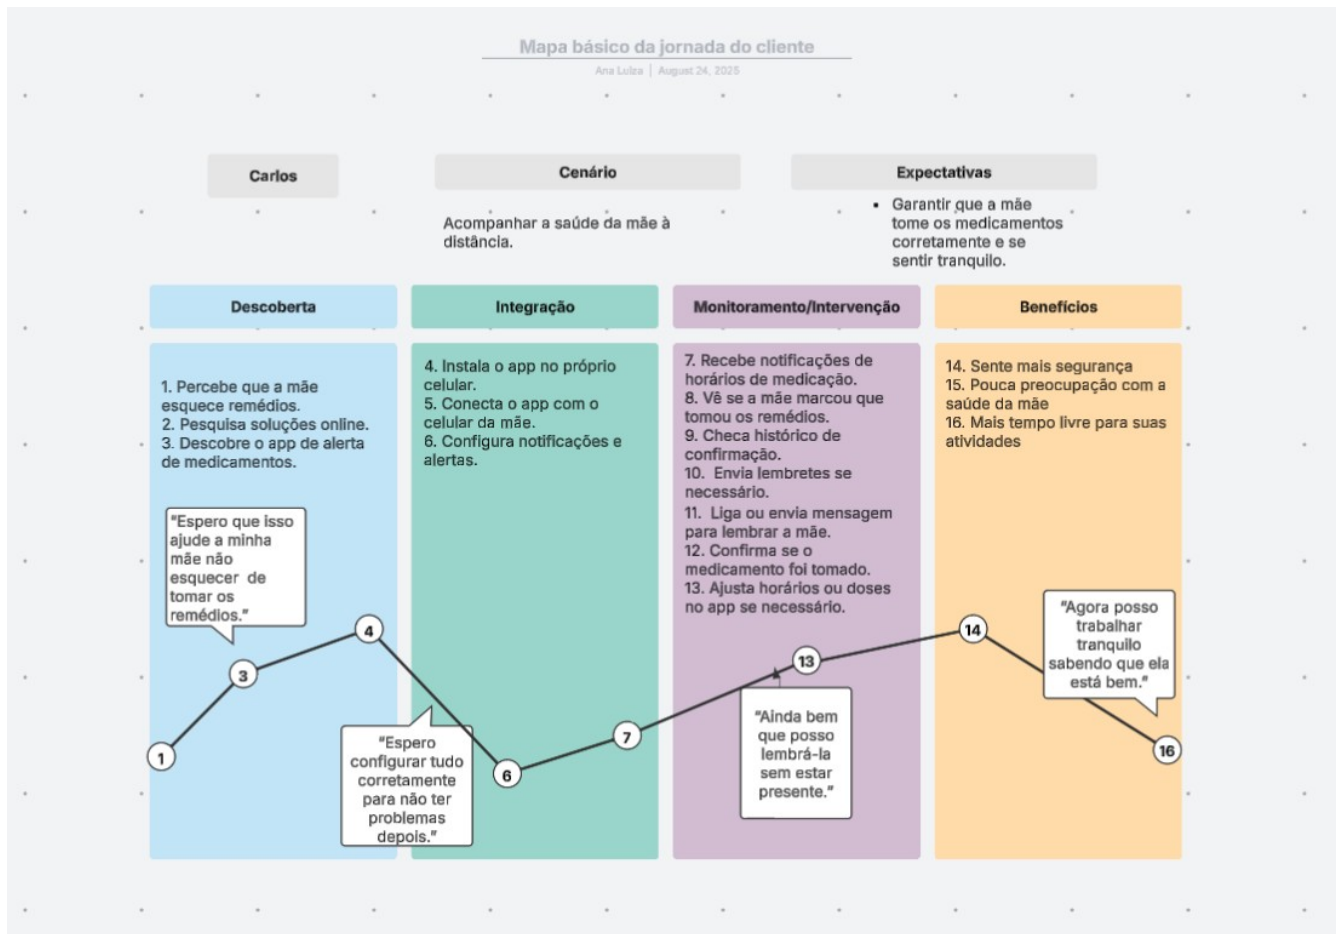 Mapa básico da jornada do cliente
Ana Luiza | August 24, 2025
Carlos
Cenário
Expectativas
Acompanhar a saúde da mãe à
distância.
• Garantir que a mãe
tome os medicamentos
corretamente e se
sentir tranquilo.
Descoberta
Integração
Monitoramento/Intervenção
Benefícios
1. Percebe que a mãe
esquece remédios.
2. Pesquisa soluções online.
3. Descobre o app de alerta
de medicamentos.
4. Instala o app no próprio
celular.
5. Conecta o app com o
celular da mãe.
6. Configura notificações e
alertas.
7. Recebe notificações de
horários de medicação.
8. Vê se a mãe marcou que
tomou os remédios.
9. Checa histórico de
confirmação.
10. Envia lembretes se
necessário.
11. Liga ou envia mensagem
para lembrar a mãe.
12. Confirma se o
medicamento foi tomado.
13. Ajusta horários ou doses
no app se necessário.
14. Sente mais segurança
15. Pouca preocupação com a
saúde da mãe
16. Mais tempo livre para suas
atividades
"Espero que isso
ajude a minha
mãe não
esquecer de
tomar os
remédios."
"Espero
configurar tudo
corretamente
para não ter
problemas
depois."
"Ainda bem
que posso
lembrá-la
sem estar
presente."
"Agora posso
trabalhar
tranquilo
sabendo que ela
está bem."
1
3
4
6
7
13
14
16